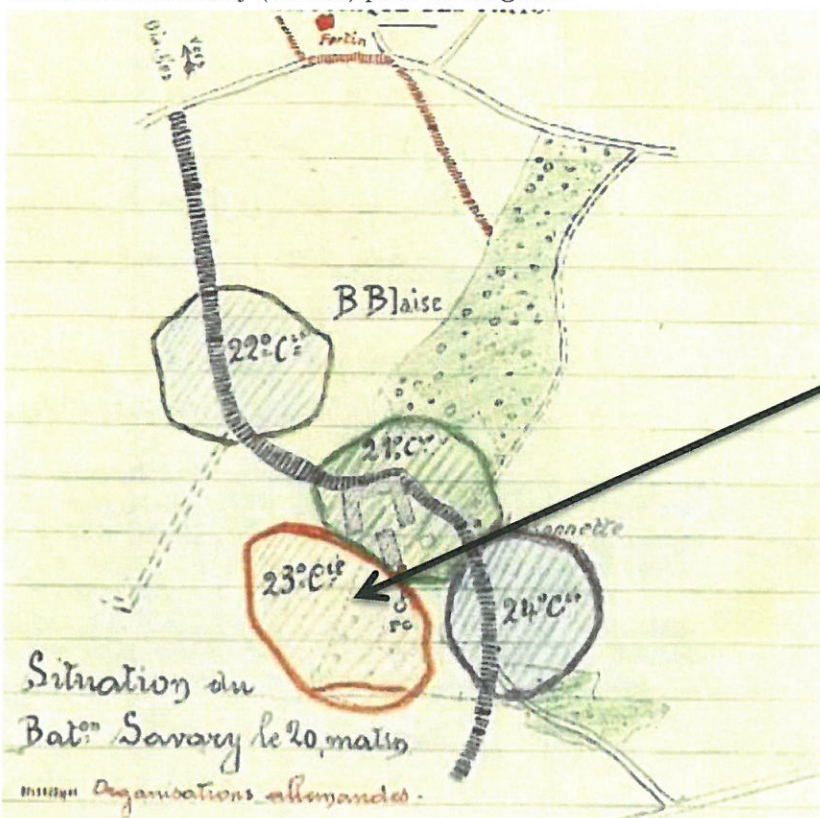 Fortin
Biaches
B Blaise
22e Cie
21e Cie
23e Cie
24e Cie
PC
Situation du
Baton Savary le 20, matin
Organisations allemandes.